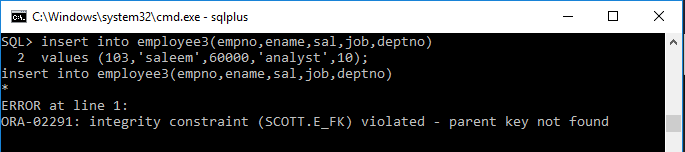 C:\Windows\system32\cmd.exe - sqlplus
SQL> insert into employee3(empno,ename,sal,job,deptno)
  2  values (103,'saleem',60000,'analyst',10);
insert into employee3(empno,ename,sal,job,deptno)
*
ERROR at line 1:
ORA-02291: integrity constraint (SCOTT.E_FK) violated - parent key not found